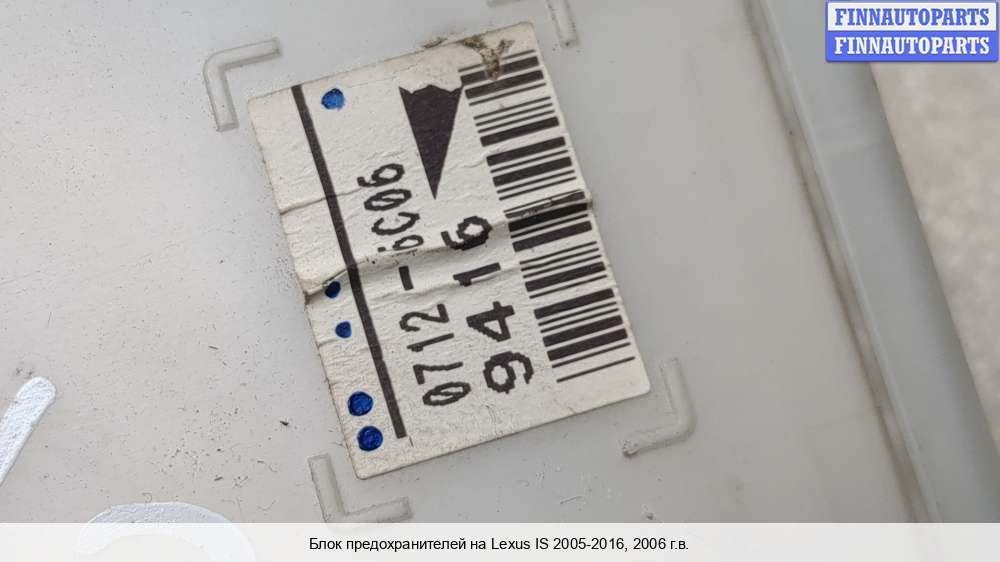 FINNAUTOPARTS
FINNAUTOPARTS
0712-6C06
9416
Блок предохранителей на Lexus IS 2005-2016, 2006 г.в.